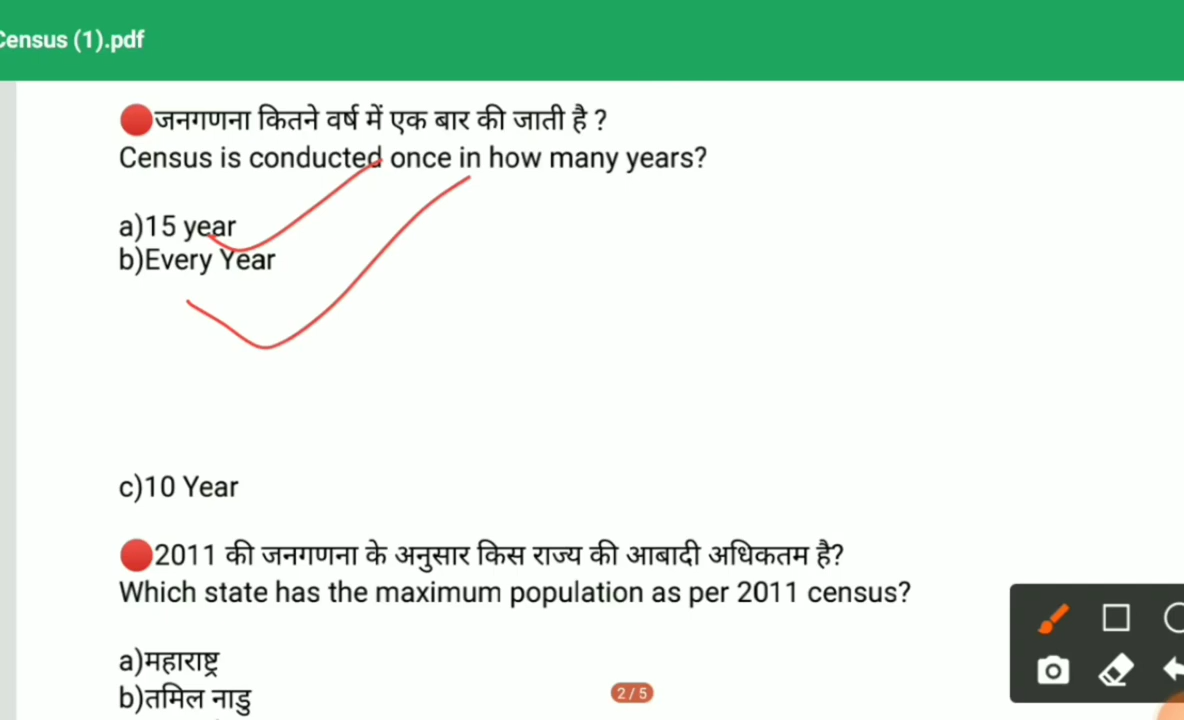 Census (1).pdf
जनगणना कितने वर्ष में एक बार की जाती है ?
Census is conducted once in how many years?
a)15 year
b)Every Year
c)10 Year
2011 की जनगणना के अनुसार किस राज्य की आबादी अधिकतम है?
Which state has the maximum population as per 2011 census?
a)महाराष्ट्र
b)तमिल नाडु
2 / 5